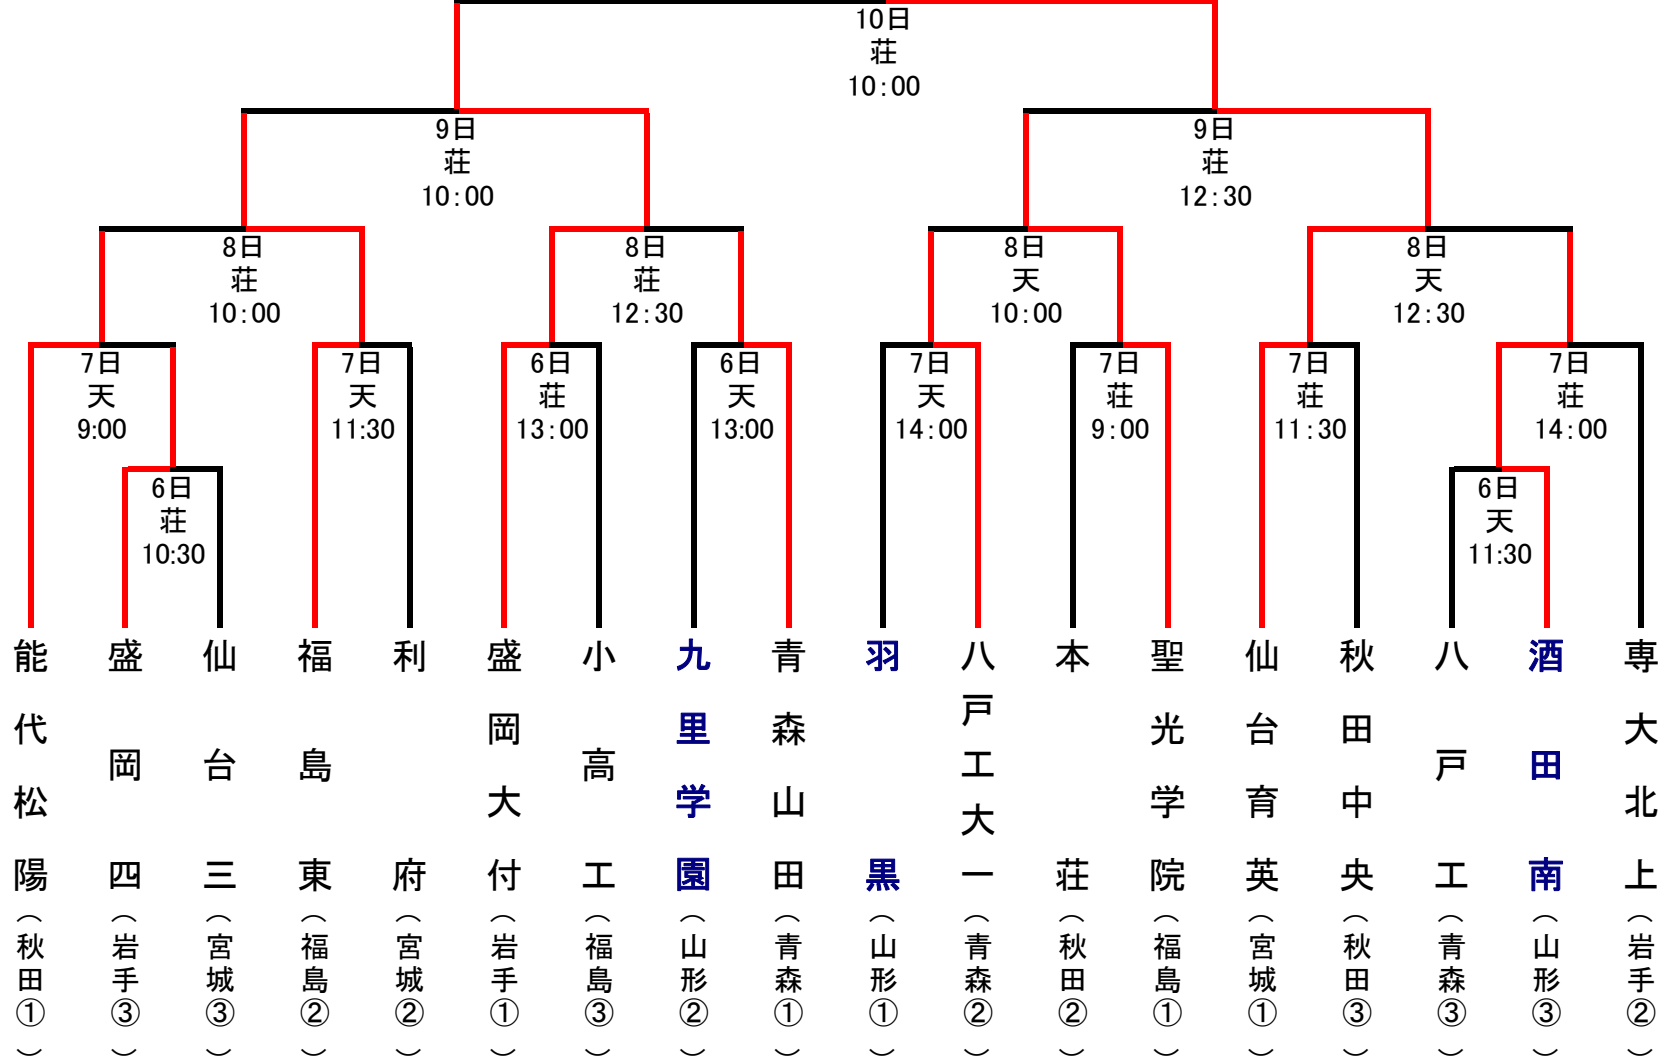 10日
荘
10:00
9日
荘
10:00
9日
荘
12:30
8日
荘
10:00
8日
荘
12:30
8日
天
10:00
8日
天
12:30
7日
天
9:00
7日
天
11:30
6日
荘
13:00
6日
天
13:00
7日
天
14:00
7日
荘
9:00
7日
荘
11:30
7日
荘
14:00
6日
荘
10:30
6日
天
11:30
能代松陽(秋田①)
盛岡四(岩手③)
仙台三(宮城③)
福島東(福島②)
利府(宮城②)
盛岡大付(岩手①)
小高工(福島③)
九里学園(山形②)
青森山田(青森①)
羽黒(山形①)
八戸工大一(青森②)
本荘(秋田②)
聖光学院(福島①)
仙台育英(宮城①)
秋田中央(秋田③)
八戸工(青森③)
酒田南(山形③)
専大北上(岩手②)